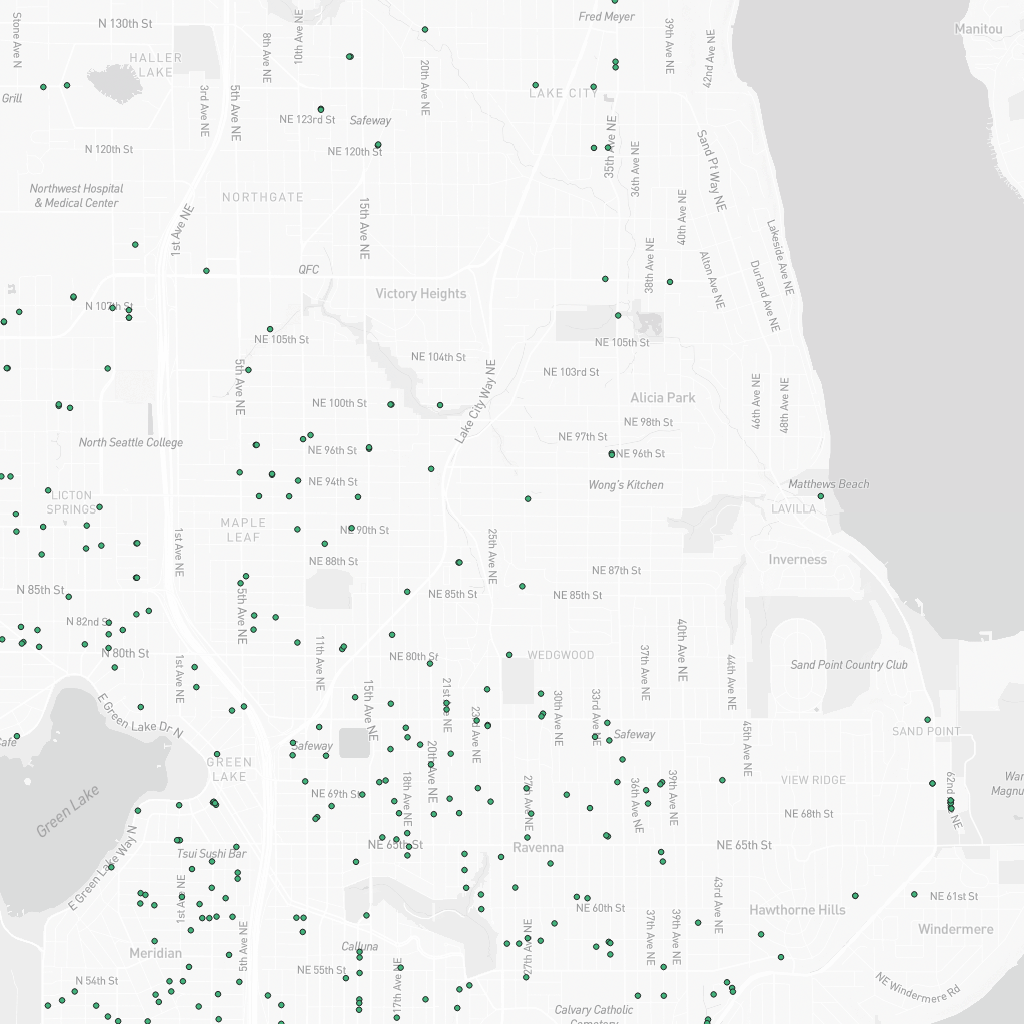 Fred Meyer
N 130th St
Stone Ave N
8th Ave NE
10th Ave NE
39th Ave NE
42nd Ave NE
Manitou
HALLER
LAKE
20th Ave NE
3rd Ave NE
5th Ave NE
Grill
LAKE CITY
NE 123rd St
Safeway
N 120th St
NE 120th St
35th Ave NE
36th Ave NE
Sand Pt Way NE
Northwest Hospital
& Medical Center
NORTHGATE
1st Ave NE
15th Ave NE
40th Ave NE
38th Ave NE
Lakeside Ave NE
Alton Ave NE
Durland Ave NE
QFC
Victory Heights
N 107th St
NE 105th St
NE 105th St
NE 104th St
NE 103rd St
5th Ave NE
Lake City Way NE
46th Ave NE
48th Ave NE
NE 100th St
Alicia Park
NE 98th St
NE 97th St
North Seattle College
NE 96th St
NE 96th St
NE 94th St
Wong's Kitchen
Matthews Beach
LAVILLA
LICTON
SPRINGS
MAPLE
LEAF
NE 90th St
1st Ave NE
25th Ave NE
NE 88th St
Inverness
NE 87th St
N 85th St
NE 85th St
NE 85th St
5th Ave NE
N 82nd St
N 80th St
11th Ave NE
NE 80th St
WEDGWOOD
40th Ave NE
37th Ave NE
44th Ave NE
Sand Point Country Club
1st Ave NE
15th Ave NE
21st Ave NE
23rd Ave NE
30th Ave NE
33rd Ave NE
E Green Lake Dr N
Safeway
Safeway
45th Ave NE
SAND POINT
Cafe
GREEN
LAKE
20th Ave NE
18th Ave NE
27th Ave NE
36th Ave NE
39th Ave NE
VIEW RIDGE
62nd Ave NE
NE 69th St
NE 68th St
Green Lake
E Green Lake Way N
Tsui Sushi Bar
NE 65th St
Ravenna
NE 65th St
1st Ave NE
43rd Ave NE
NE 61st St
NE 60th St
Hawthorne Hills
37th Ave NE
39th Ave NE
Windermere
5th Ave NE
Meridian
Calluna
27th Ave NE
NE 55th St
17th Ave NE
N 54th St
NE Windermere Rd
Calvary Catholic
Cemetery